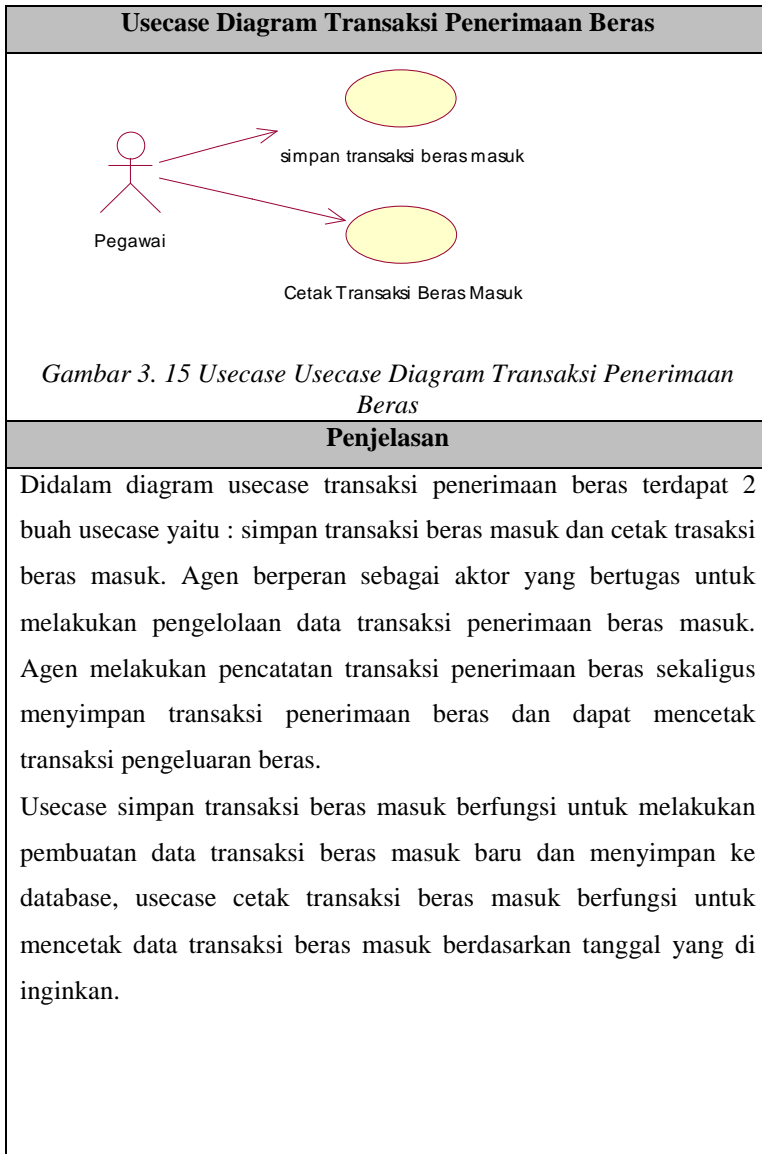 Usecase Diagram Transaksi Penerimaan Beras
simpan transaksi beras masuk
Pegawai
Cetak Transaksi Beras Masuk
Gambar 3. 15 Usecase Usecase Diagram Transaksi Penerimaan
Beras
Penjelasan
Didalam diagram usecase transaksi penerimaan beras terdapat 2
buah usecase yaitu : simpan transaksi beras masuk dan cetak trasaksi
beras masuk. Agen berperan sebagai aktor yang bertugas untuk
melakukan pengelolaan data transaksi penerimaan beras masuk.
Agen melakukan pencatatan transaksi penerimaan beras sekaligus
menyimpan transaksi penerimaan beras dan dapat mencetak
transaksi pengeluaran beras.
Usecase simpan transaksi beras masuk berfungsi untuk melakukan
pembuatan data transaksi beras masuk baru dan menyimpan ke
database, usecase cetak transaksi beras masuk berfungsi untuk
mencetak data transaksi beras masuk berdasarkan tanggal yang di
inginkan.